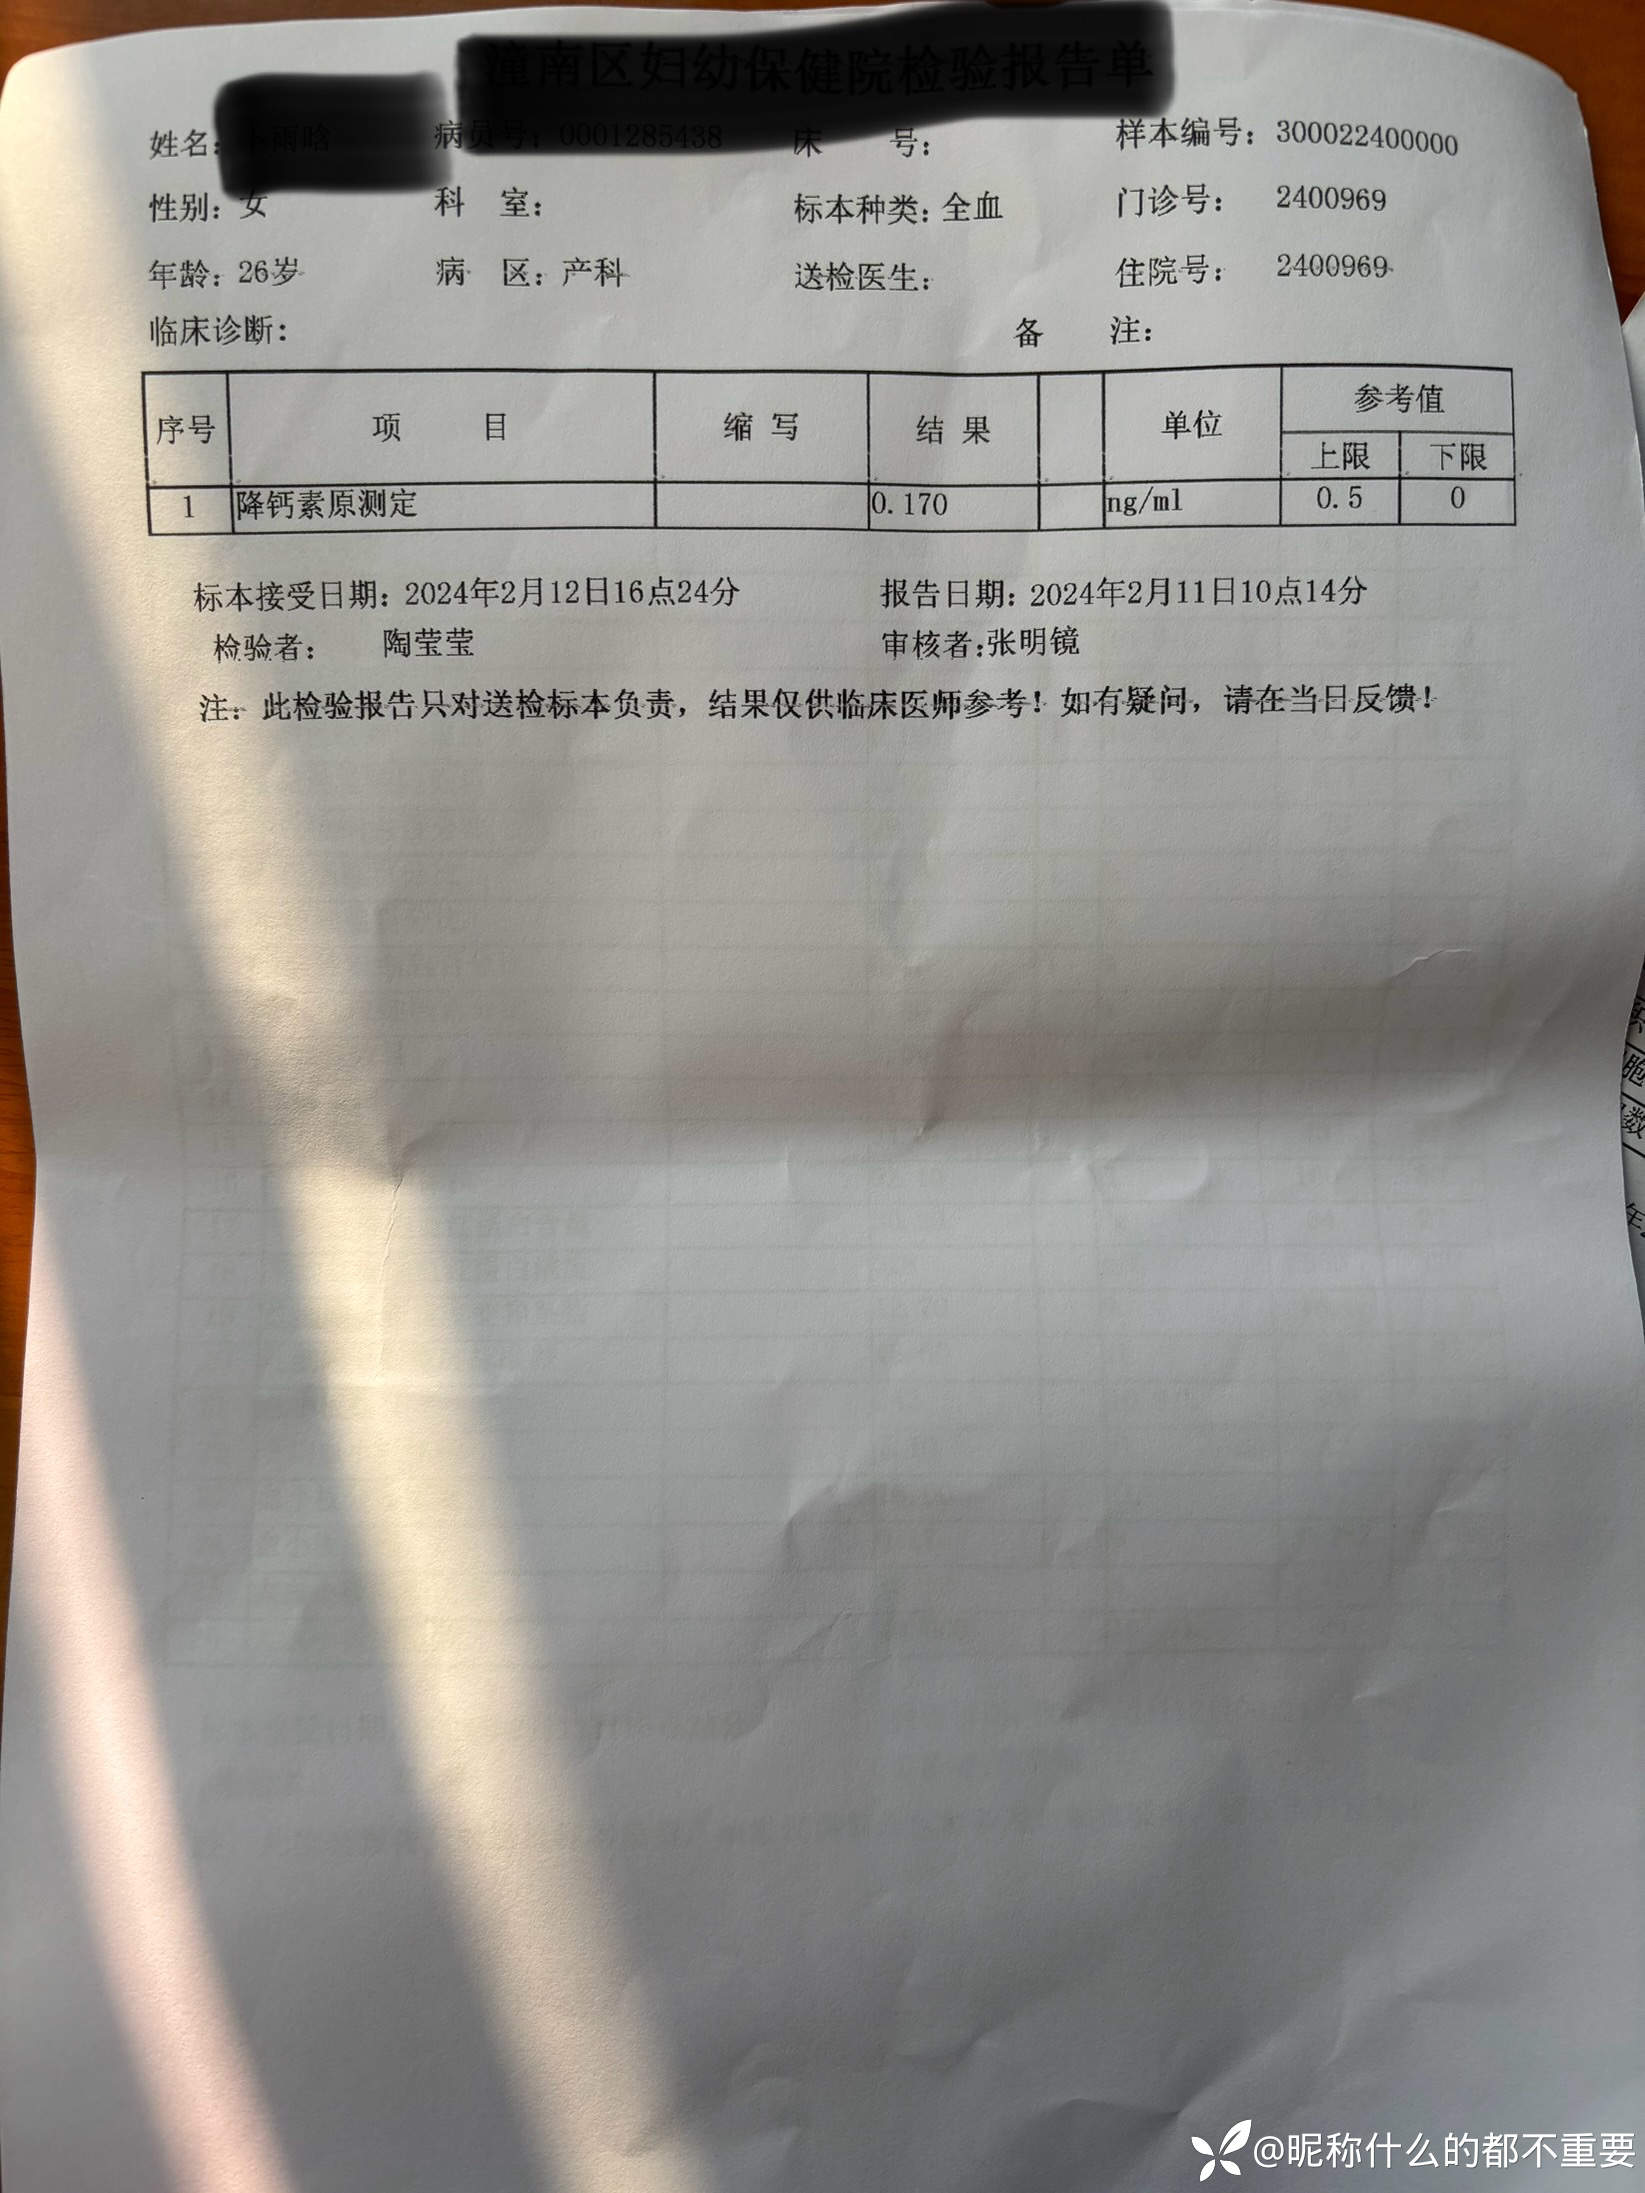 潼南区妇幼保健院检验报告单
姓名: 雨晗 病员号: 0001285438 床 号: 样本编号: 300022400000
性别: 女 科 室: 标本种类: 全血 门诊号: 2400969
年龄: 26岁 病 区: 产科 送检医生: 住院号: 2400969
临床诊断: 备 注:
序号 项 目 缩 写 结 果 单位 参考值
上限 下限
1 降钙素原测定 0.170 ng/ml 0.5 0
标本接受日期: 2024年2月12日16点24分 报告日期: 2024年2月11日10点14分
检验者: 陶莹莹 审核者:张明镜
注: 此检验报告只对送检标本负责, 结果仅供临床医师参考! 如有疑问, 请在当日反馈!
胞
数
@昵称什么的都不重要